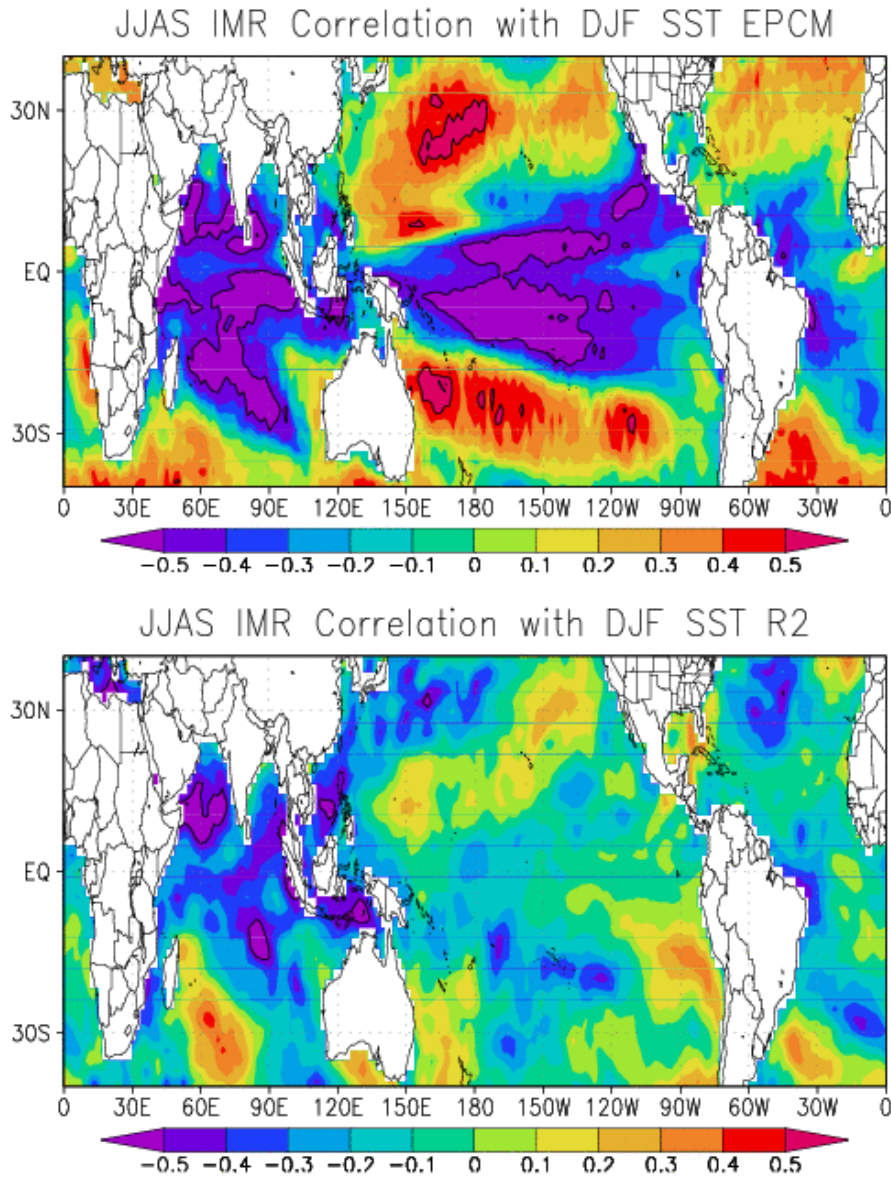 JJAS IMR Correlation with DJF SST EPCM
30N
EQ
30S
0 30E 60E 90E 120E 150E 180 150W 120W 90W 60W 30W 0
-0.5 -0.4 -0.3 -0.2 -0.1 0 0.1 0.2 0.3 0.4 0.5
JJAS IMR Correlation with DJF SST R2
30N
EQ
30S
0 30E 60E 90E 120E 150E 180 150W 120W 90W 60W 30W 0
-0.5 -0.4 -0.3 -0.2 -0.1 0 0.1 0.2 0.3 0.4 0.5